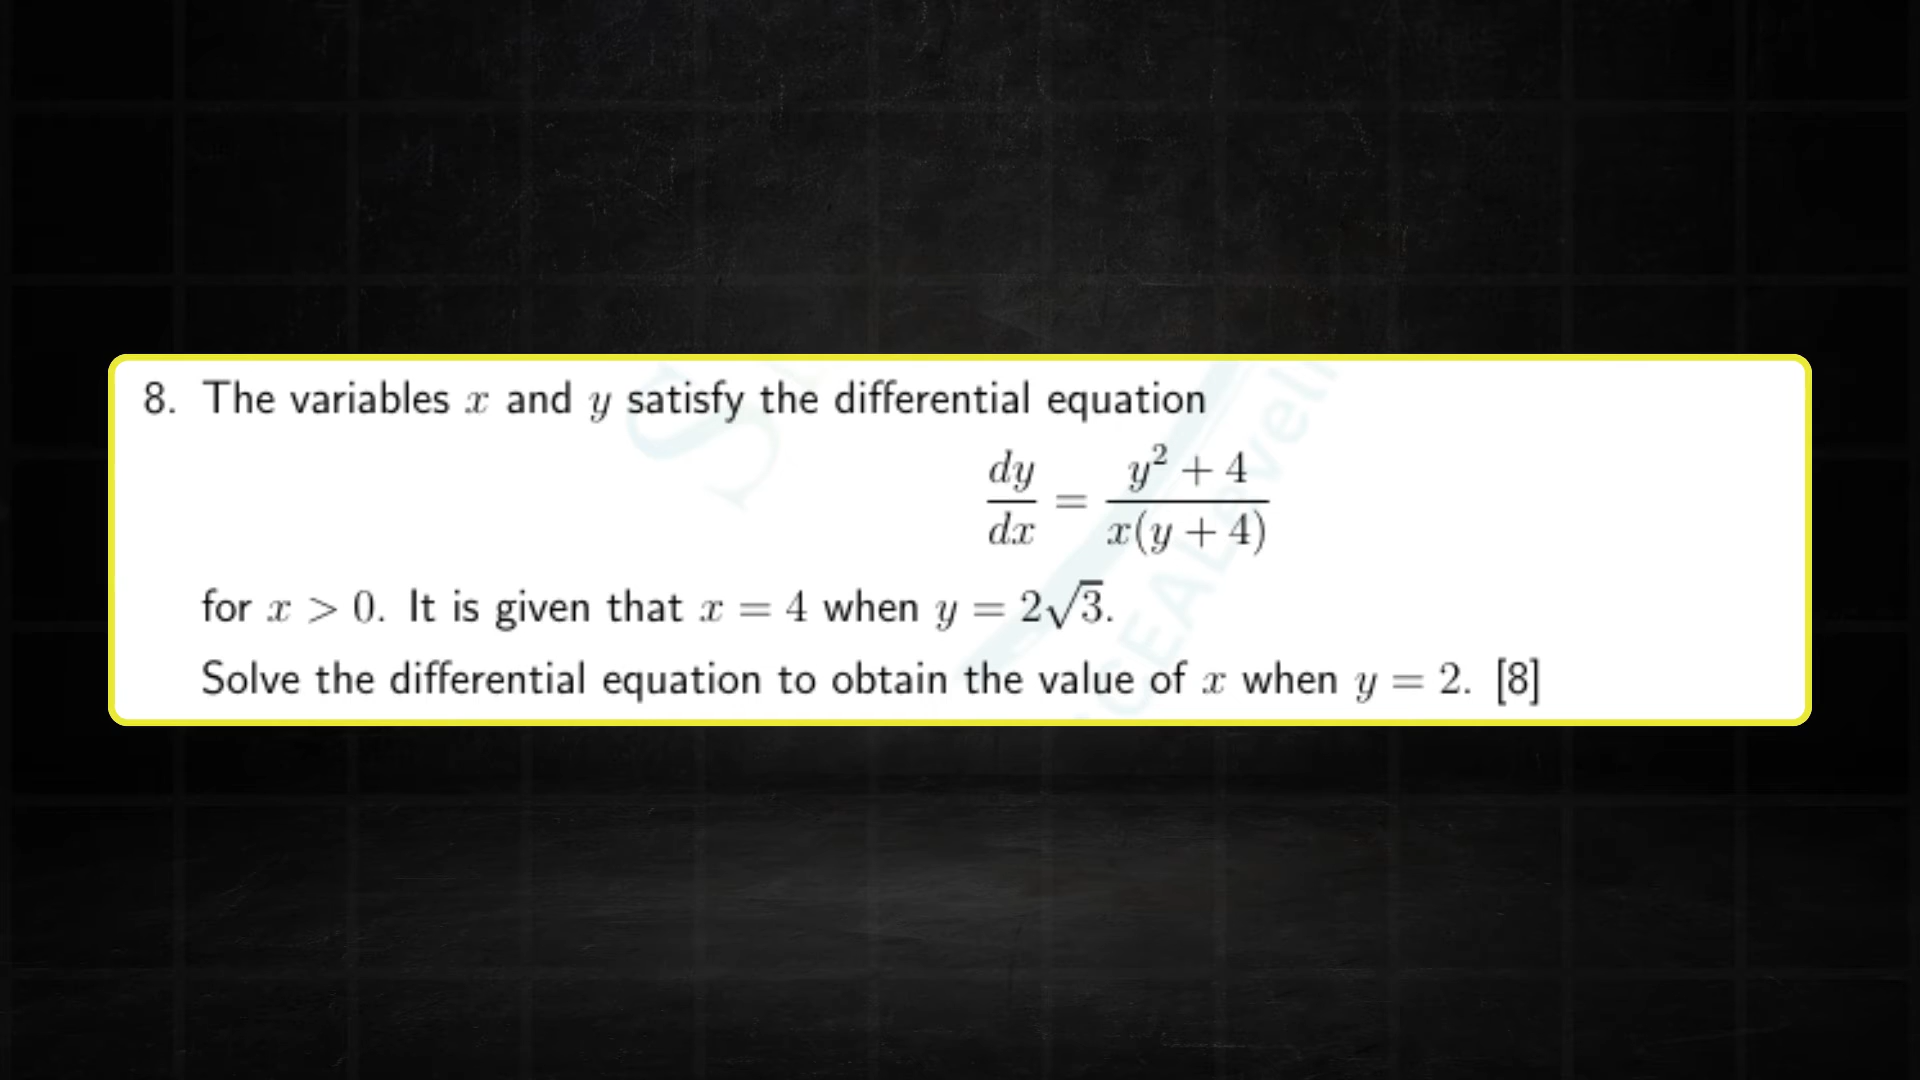 8. The variables x and y satisfy the differential equation
dy/dx = (y² + 4)/(x(y + 4))
for x > 0. It is given that x = 4 when y = 2√3.
Solve the differential equation to obtain the value of x when y = 2. [8]